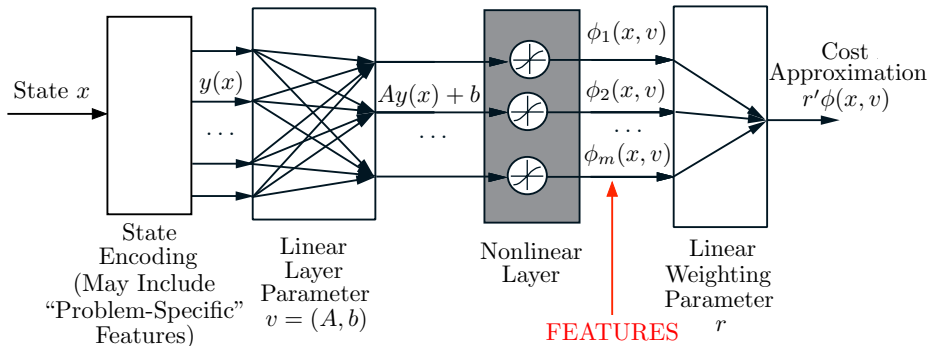 State x
y(x)
. . .
Ay(x) + b
. . .
ϕ₁(x, v)
ϕ₂(x, v)
. . .
ϕₘ(x, v)
Cost
Approximation
r′ϕ(x, v)
State
Encoding
(May Include
“Problem-Specific”
Features)
Linear
Layer
Parameter
v = (A, b)
Nonlinear
Layer
FEATURES
Linear
Weighting
Parameter
r